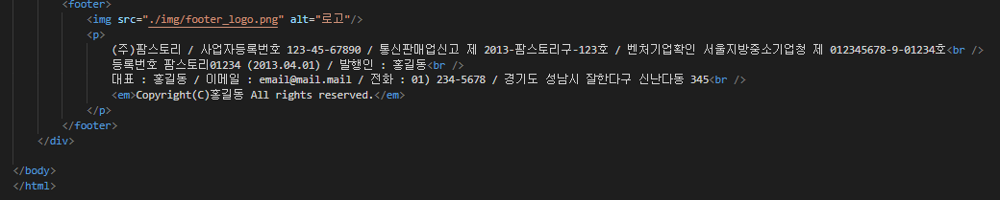 <footer>
<img src="./img/footer_logo.png" alt="로고"/>
<p>
(주)팜스토리 / 사업자등록번호 123-45-67890 / 통신판매업신고 제 2013-팜스토리구-123호 / 벤처기업확인 서울지방중소기업청 제 012345678-9-01234호<br />
등록번호 팜스토리01234 (2013.04.01) / 발행인 : 홍길동<br />
대표 : 홍길동 / 이메일 : email@mail.mail / 전화 : 01) 234-5678 / 경기도 성남시 잘한다구 신난다동 345<br />
<em>Copyright(C)홍길동 All rights reserved.</em>
</p>
</footer>
</div>
</body>
</html>